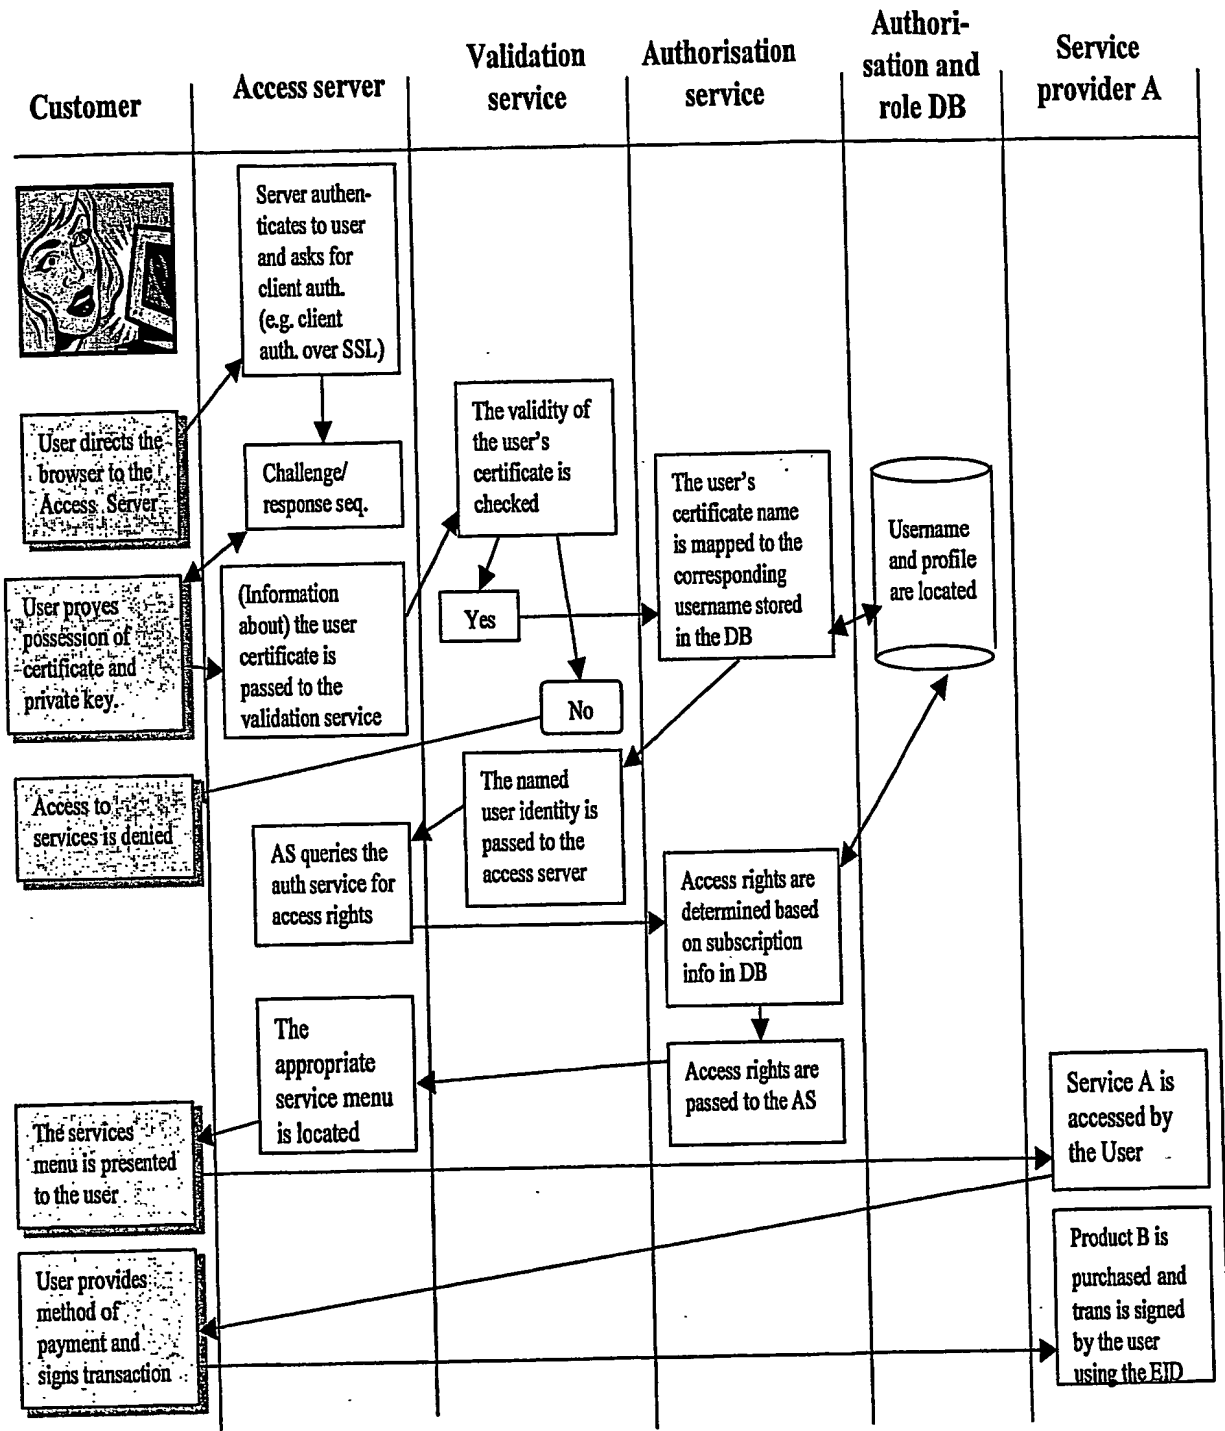 Customer
Access server
Validation
service
Authorisation
service
Authori-
sation and
role DB
Service
provider A
Server authen-
ticates to user
and asks for
client auth.
(e.g. client
auth. over SSL)
User directs the
browser to the
Access Server
Challenge/
response seq.
The validity of
the user's
certificate is
checked
The user's
certificate name
is mapped to the
corresponding
username stored
in the DB
Username
and profile
are located
User proves
possession of
certificate and
private key.
(Information
about) the user
certificate is
passed to the
validation service
Yes
No
Access to
services is denied
The named
user identity is
passed to the
access server
AS queries the
auth service for
access rights
Access rights are
determined based
on subscription
info in DB
The
appropriate
service menu
is located
Access rights are
passed to the AS
Service A is
accessed by
the User
The services
menu is presented
to the user
Product B is
purchased and
trans is signed
by the user
using the EID
User provides
method of
payment and
signs transaction